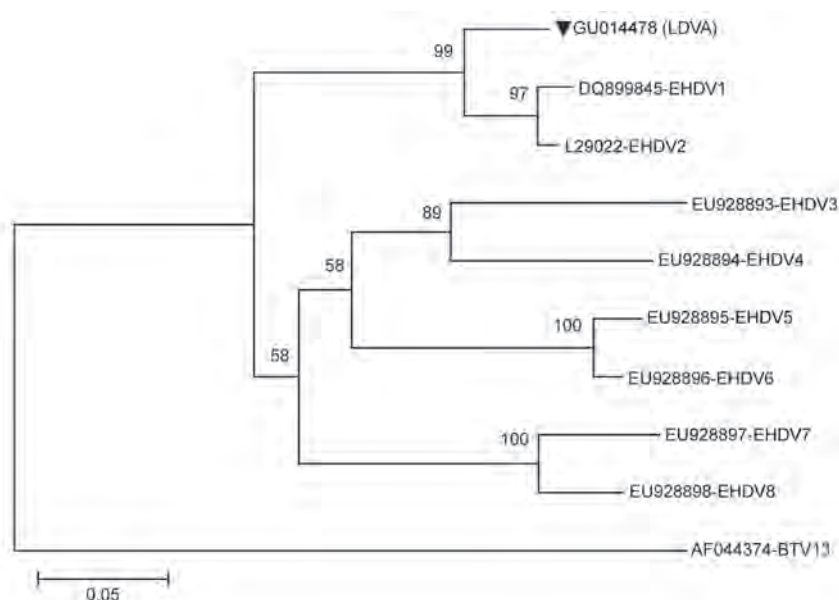 ▼GU014478 (LDVA)
99
DQ899845-EHDV1
97
L29022-EHDV2
EU928893-EHDV3
89
EU928894-EHDV4
58
EU928895-EHDV5
100
58
EU928896-EHDV6
EU928897-EHDV7
100
EU928898-EHDV8
AF044374-BTV13
0.05